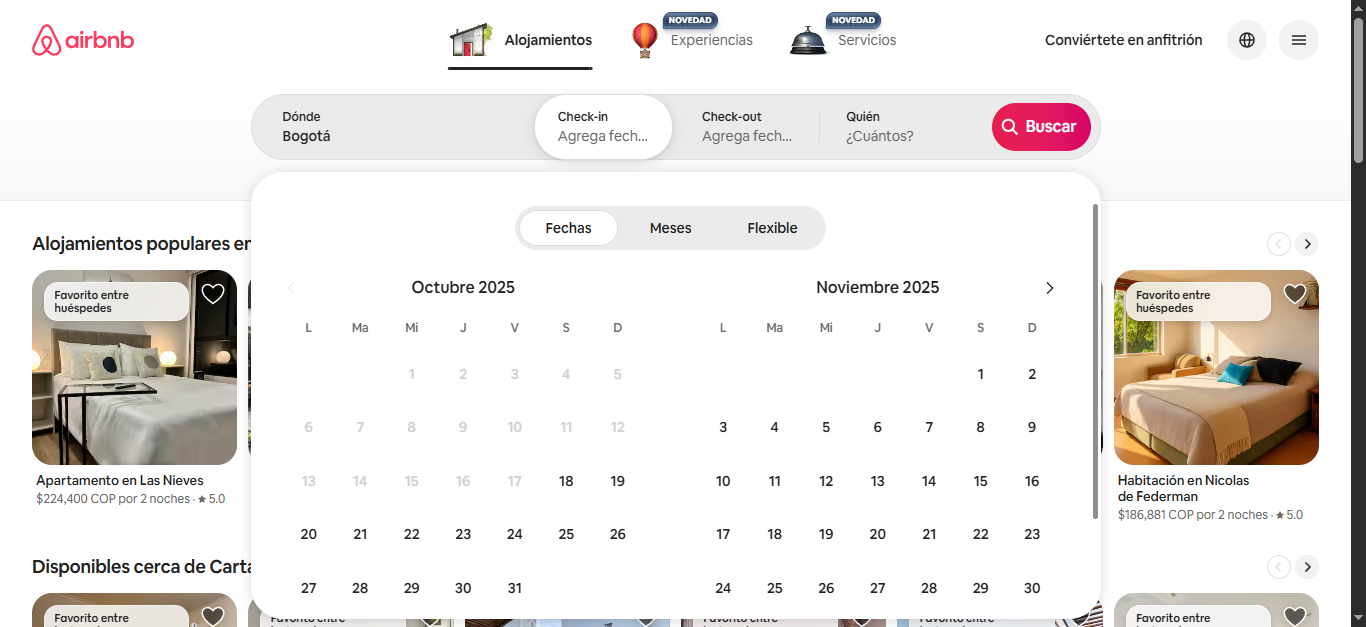 airbnb
Alojamientos
NOVEDAD
Experiencias
NOVEDAD
Servicios
Conviértete en anfitrión
Dónde
Bogotá
Check-in
Agrega fech...
Check-out
Agrega fech...
Quién
¿Cuántos?
Buscar
Fechas
Meses
Flexible
Alojamientos populares en
Octubre 2025
L Ma Mi J V S D
1 2 3 4 5
6 7 8 9 10 11 12
13 14 15 16 17 18 19
20 21 22 23 24 25 26
27 28 29 30 31
Noviembre 2025
L Ma Mi J V S D
1 2
3 4 5 6 7 8 9
10 11 12 13 14 15 16
17 18 19 20 21 22 23
24 25 26 27 28 29 30
Favorito entre
huéspedes
Apartamento en Las Nieves
$224,400 COP por 2 noches · ★ 5.0
Favorito entre
huéspedes
Habitación en Nicolas
de Federman
$186,881 COP por 2 noches · ★ 5.0
Disponibles cerca de Carta
Favorito entre
Favorito entre
Favorito entre
Favorito entre
Favorito entre